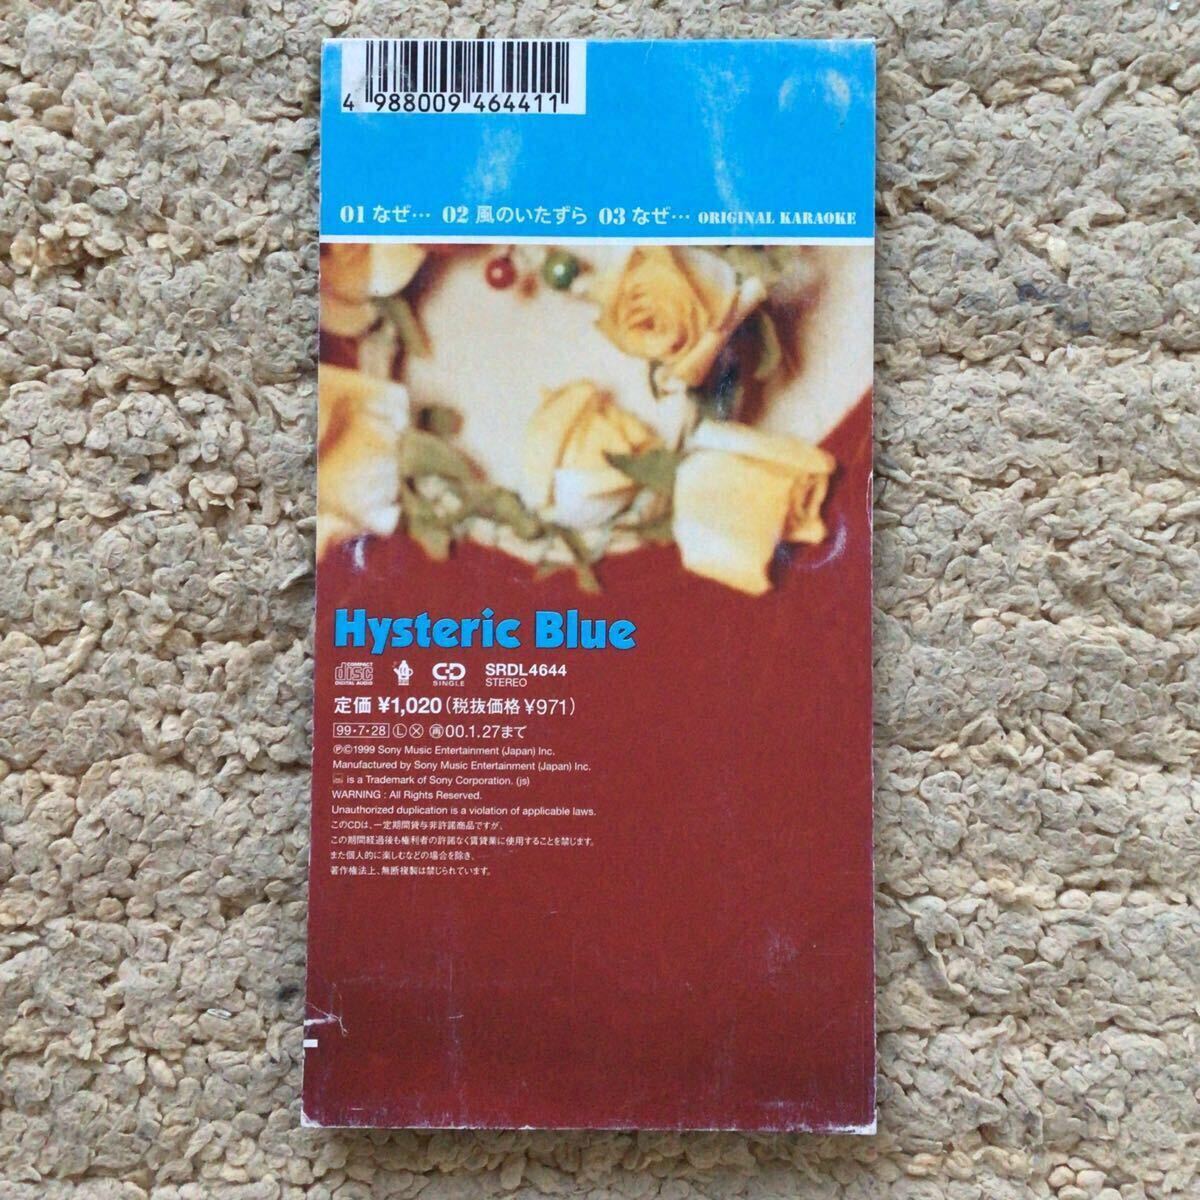 4 988009 464411
01 なぜ… 02 風のいたずら 03 なぜ… ORIGINAL KARAOKE
Hysteric Blue
COMPACT disc DIGITAL AUDIO CD SINGLE SRDL4644 STEREO
定価 ¥1,020(税抜価格¥971)
99・7・28 Ⓛ Ⓧ ㊢00.1.27まで
Ⓟ©1999 Sony Music Entertainment (Japan) Inc.
Manufactured by Sony Music Entertainment (Japan) Inc.
is a Trademark of Sony Corporation. (js)
WARNING : All Rights Reserved.
Unauthorized duplication is a violation of applicable laws.
このCDは、一定期間貸与非許諾商品ですが、
この期間経過後も権利者の許諾なく賃貸業に使用することを禁じます。
また個人的に楽しむなどの場合を除き、
著作権法上、無断複製は禁じられています。